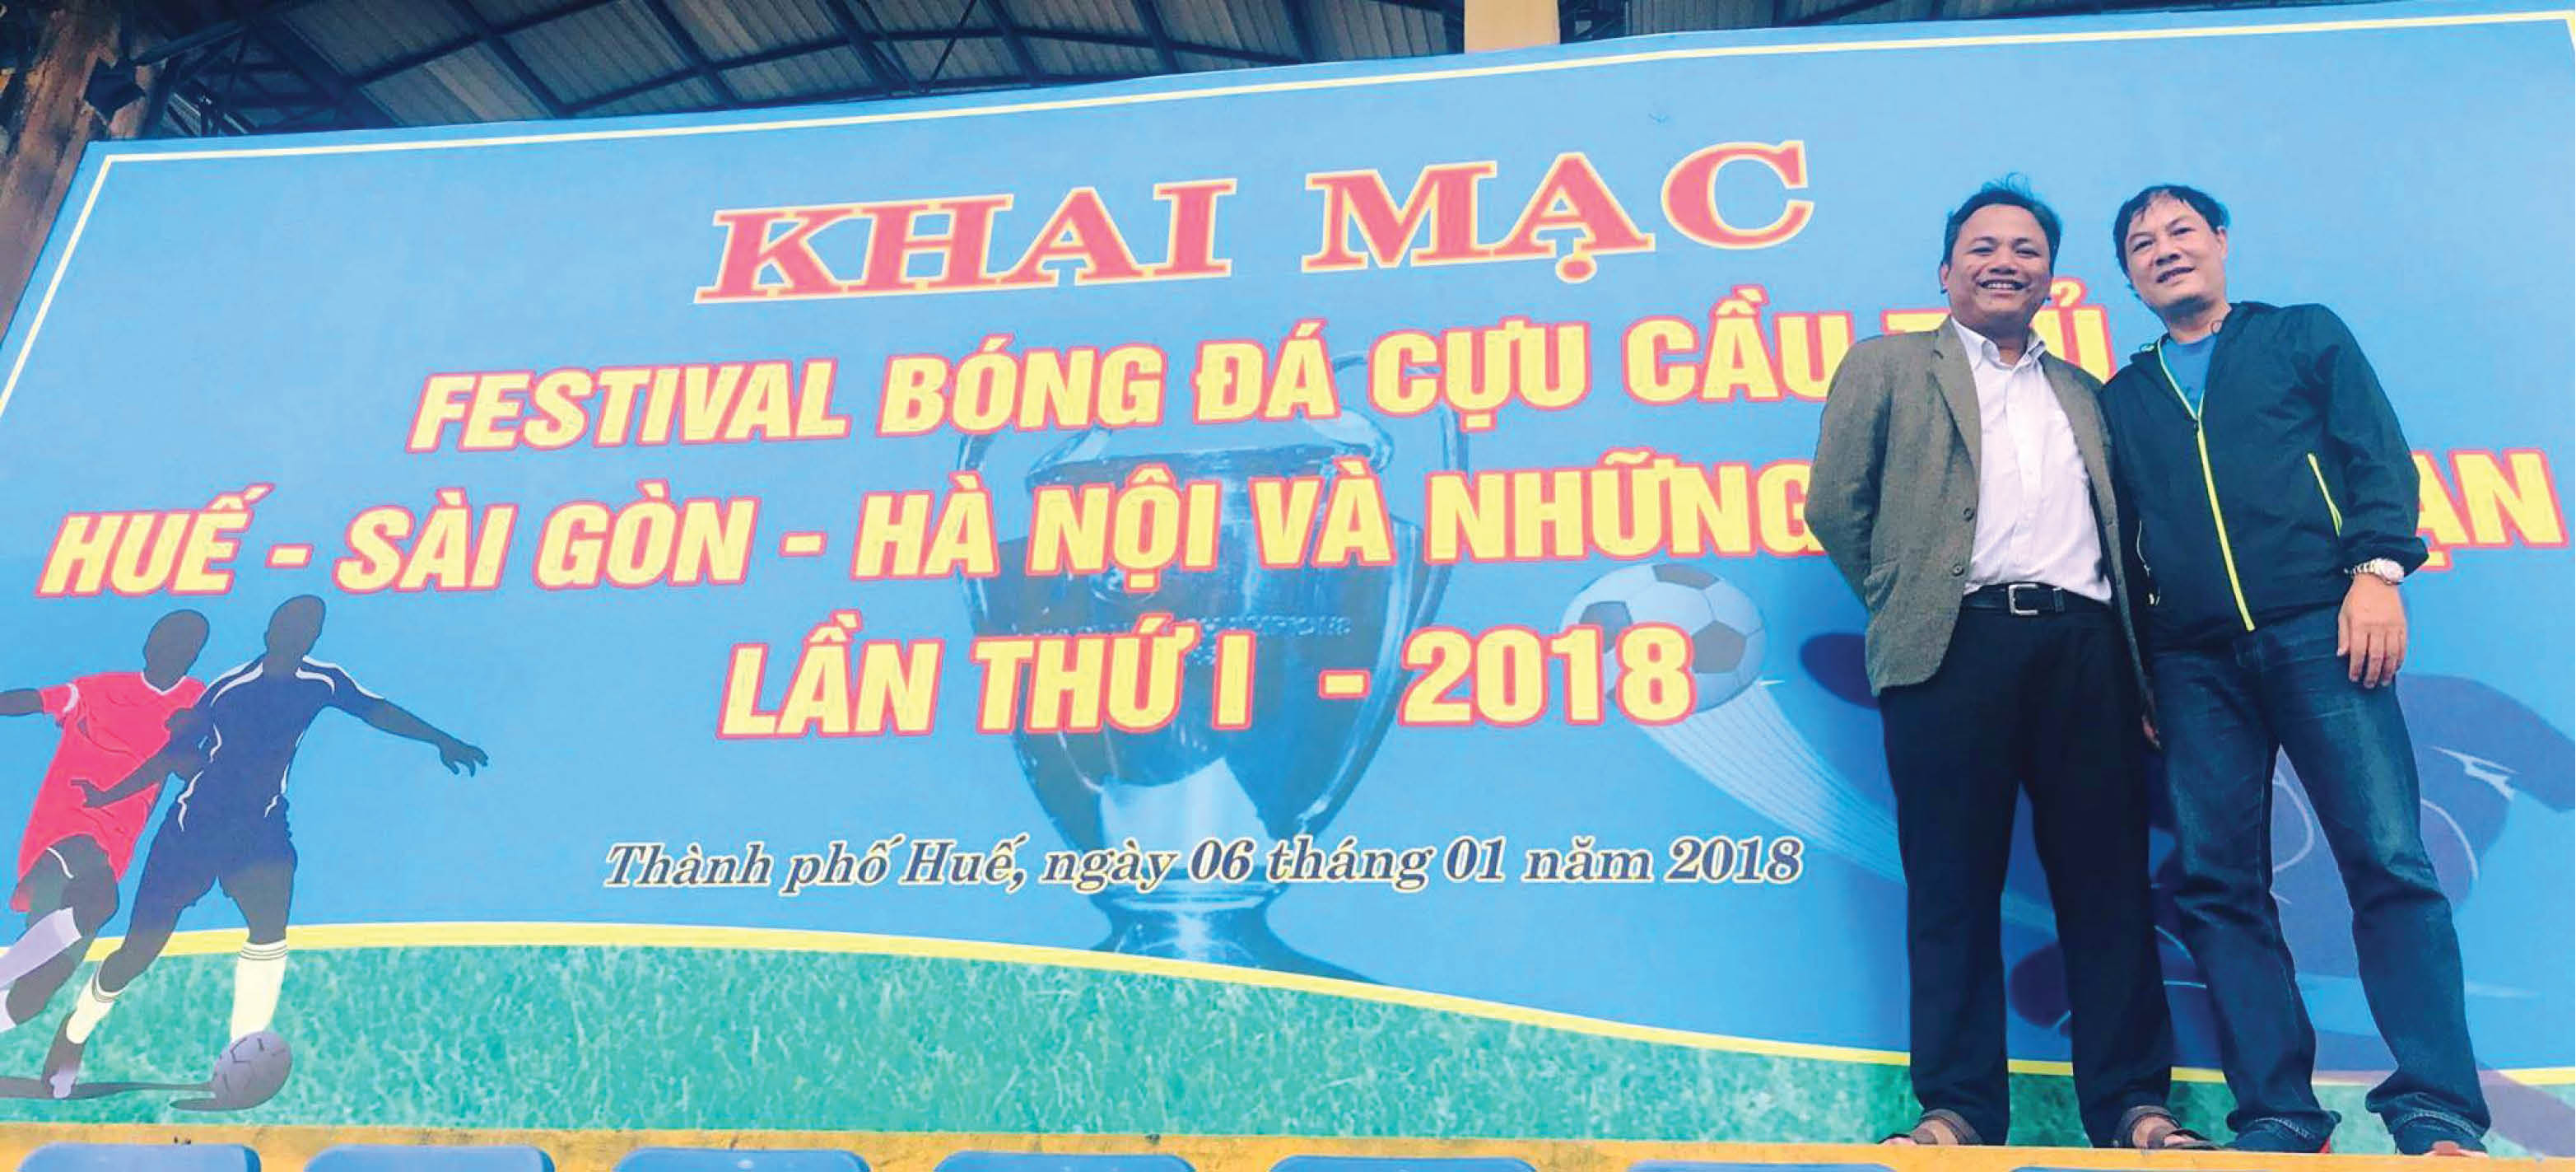 KHAI MẠC
FESTIVAL BÓNG ĐÁ CỰU CẦU THỦ
HUẾ - SÀI GÒN - HÀ NỘI VÀ NHỮNG
LẦN THỨ I - 2018
Thành phố Huế, ngày 06 tháng 01 năm 2018